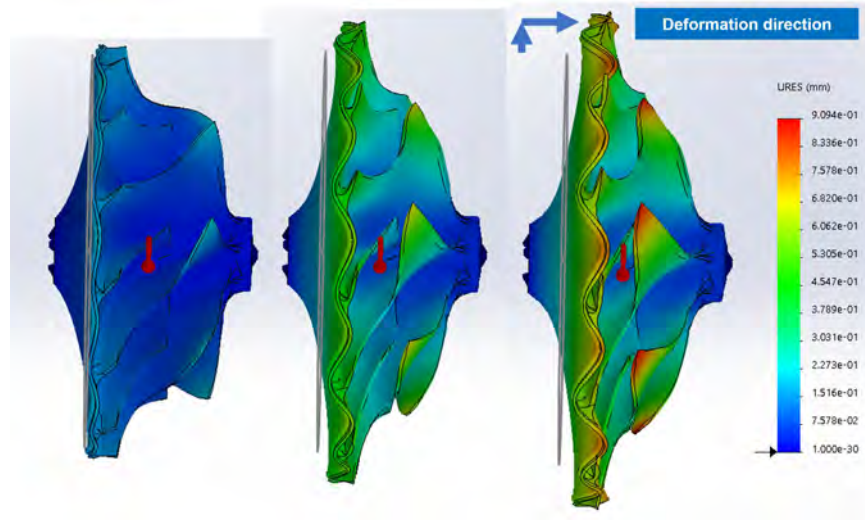 Deformation direction
URES (mm)
9.094e-01
8.336e-01
7.578e-01
6.820e-01
6.062e-01
5.305e-01
4.547e-01
3.789e-01
3.031e-01
2.273e-01
1.516e-01
7.578e-02
1.000e-30